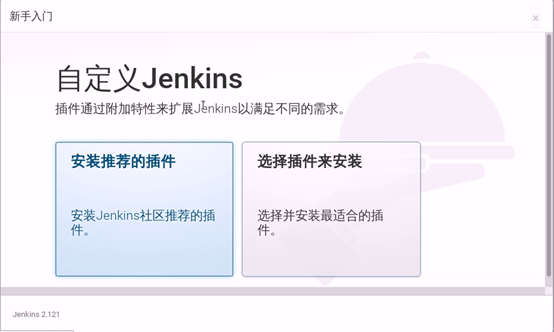 新手入门
×
自定义Jenkins
插件通过附加特性来扩展Jenkins以满足不同的需求。
安装推荐的插件
安装Jenkins社区推荐的插
件。
选择插件来安装
选择并安装最适合的插
件。
Jenkins 2.121